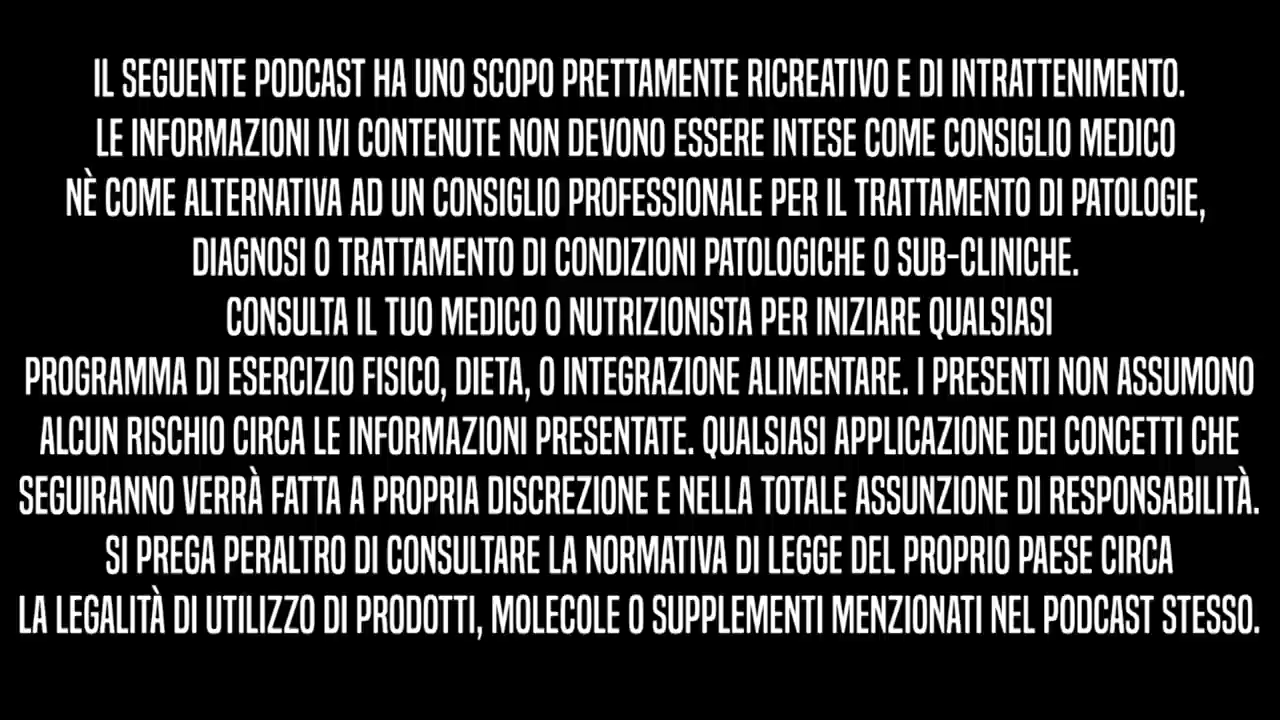 IL SEGUENTE PODCAST HA UNO SCOPO PRETTAMENTE RICREATIVO E DI INTRATTENIMENTO.
LE INFORMAZIONI IVI CONTENUTE NON DEVONO ESSERE INTESE COME CONSIGLIO MEDICO
NÈ COME ALTERNATIVA AD UN CONSIGLIO PROFESSIONALE PER IL TRATTAMENTO DI PATOLOGIE,
DIAGNOSI O TRATTAMENTO DI CONDIZIONI PATOLOGICHE O SUB-CLINICHE.
CONSULTA IL TUO MEDICO O NUTRIZIONISTA PER INIZIARE QUALSIASI
PROGRAMMA DI ESERCIZIO FISICO, DIETA, O INTEGRAZIONE ALIMENTARE. I PRESENTI NON ASSUMONO
ALCUN RISCHIO CIRCA LE INFORMAZIONI PRESENTATE. QUALSIASI APPLICAZIONE DEI CONCETTI CHE
SEGUIRANNO VERRÀ FATTA A PROPRIA DISCREZIONE E NELLA TOTALE ASSUNZIONE DI RESPONSABILITÀ.
SI PREGA PERALTRO DI CONSULTARE LA NORMATIVA DI LEGGE DEL PROPRIO PAESE CIRCA
LA LEGALITÀ DI UTILIZZO DI PRODOTTI, MOLECOLE O SUPPLEMENTI MENZIONATI NEL PODCAST STESSO.